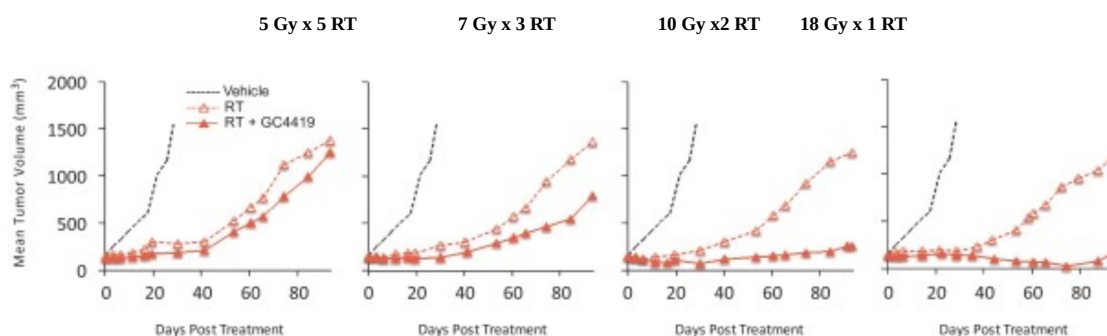 5 Gy x 5 RT 7 Gy x 3 RT 10 Gy x2 RT 18 Gy x 1 RT
Mean Tumor Volume (mm³)
2000
1500
1000
500
0
Vehicle
RT
RT + GC4419
0 20 40 60 80
0 20 40 60 80
0 20 40 60 80
0 20 40 60 80
Days Post Treatment Days Post Treatment Days Post Treatment Days Post Treatment